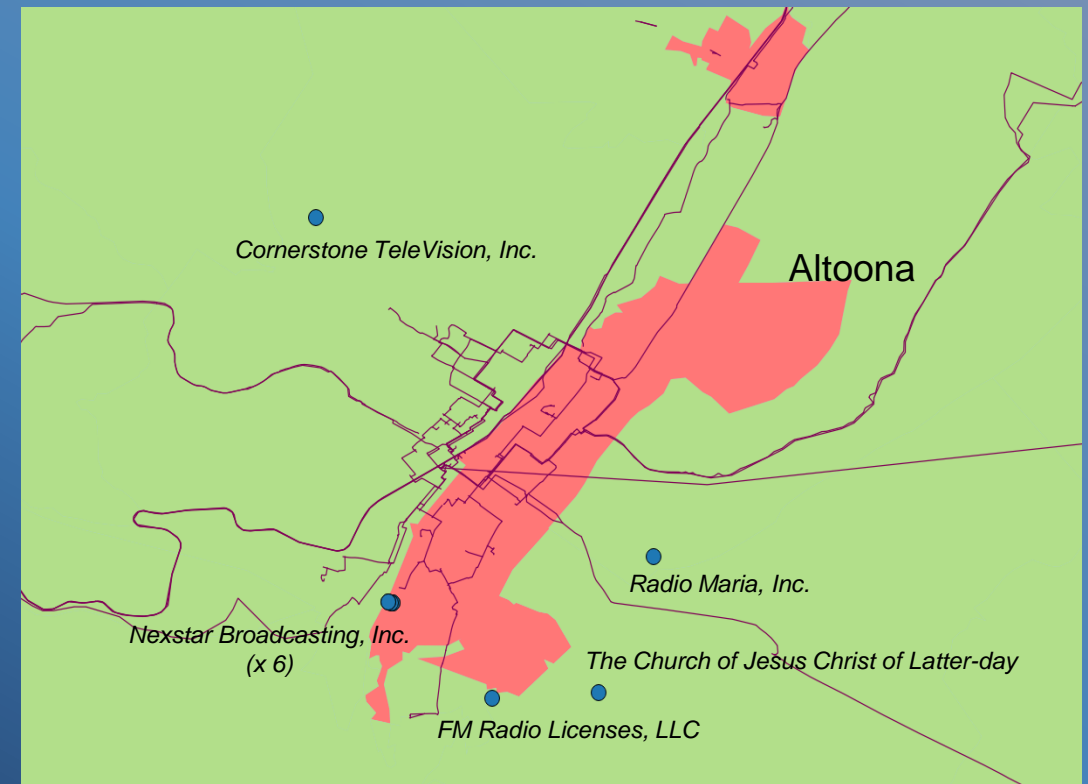 Cornerstone TeleVision, Inc.
Altoona
Radio Maria, Inc.
Nexstar Broadcasting, Inc.
(x 6)
The Church of Jesus Christ of Latter-day
FM Radio Licenses, LLC